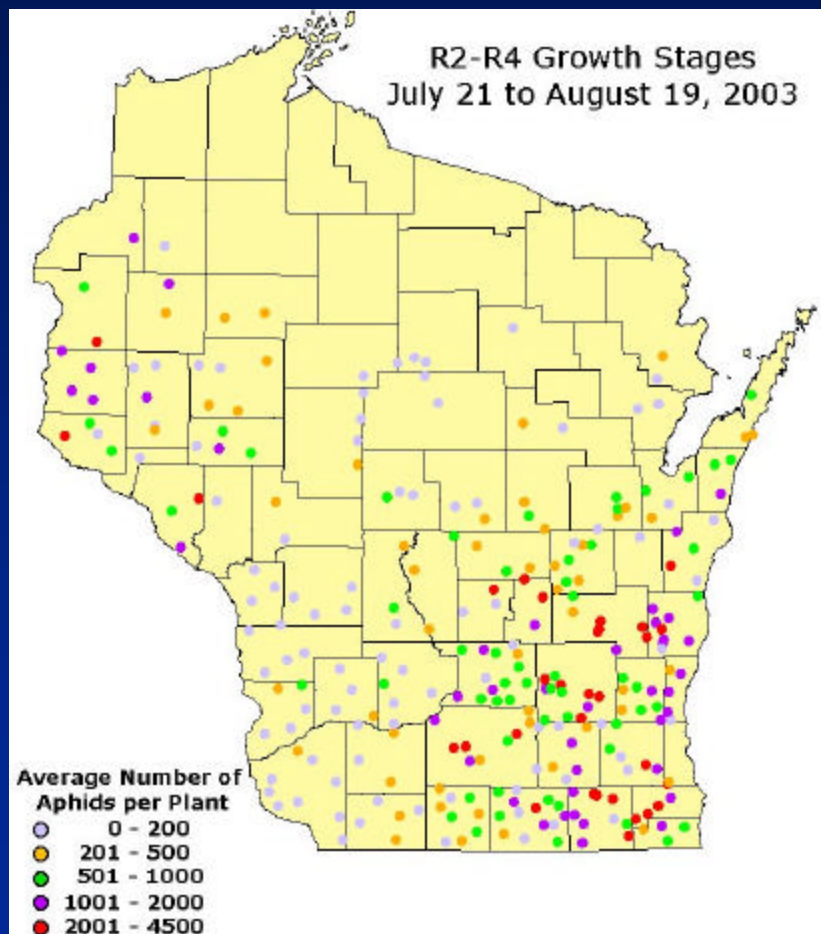 R2-R4 Growth Stages
July 21 to August 19, 2003
Average Number of
Aphids per Plant
0 - 200
201 - 500
501 - 1000
1001 - 2000
2001 - 4500